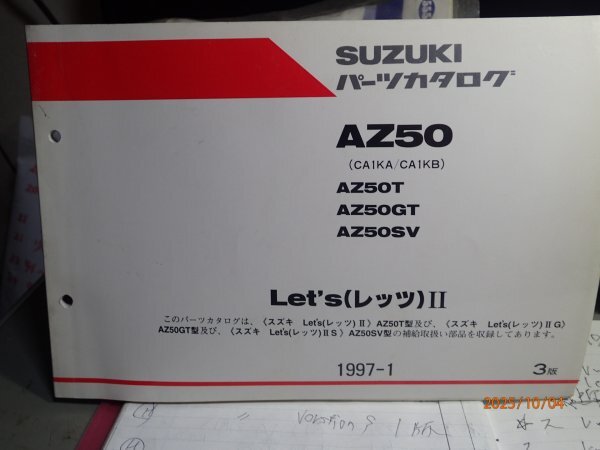 SUZUKI
パーツカタログ
AZ50
(CA1KA/CA1KB)
AZ50T
AZ50GT
AZ50SV
Let's(レッツ)II
このパーツカタログは、〈スズキ Let's(レッツ)II〉AZ50T型及び、〈スズキ Let's(レッツ)IIG〉
AZ50GT型及び、〈スズキ Let's(レッツ)IIS〉AZ50SV型の補給取扱い部品を収録してあります。
1997-1
3版
2025/10/04